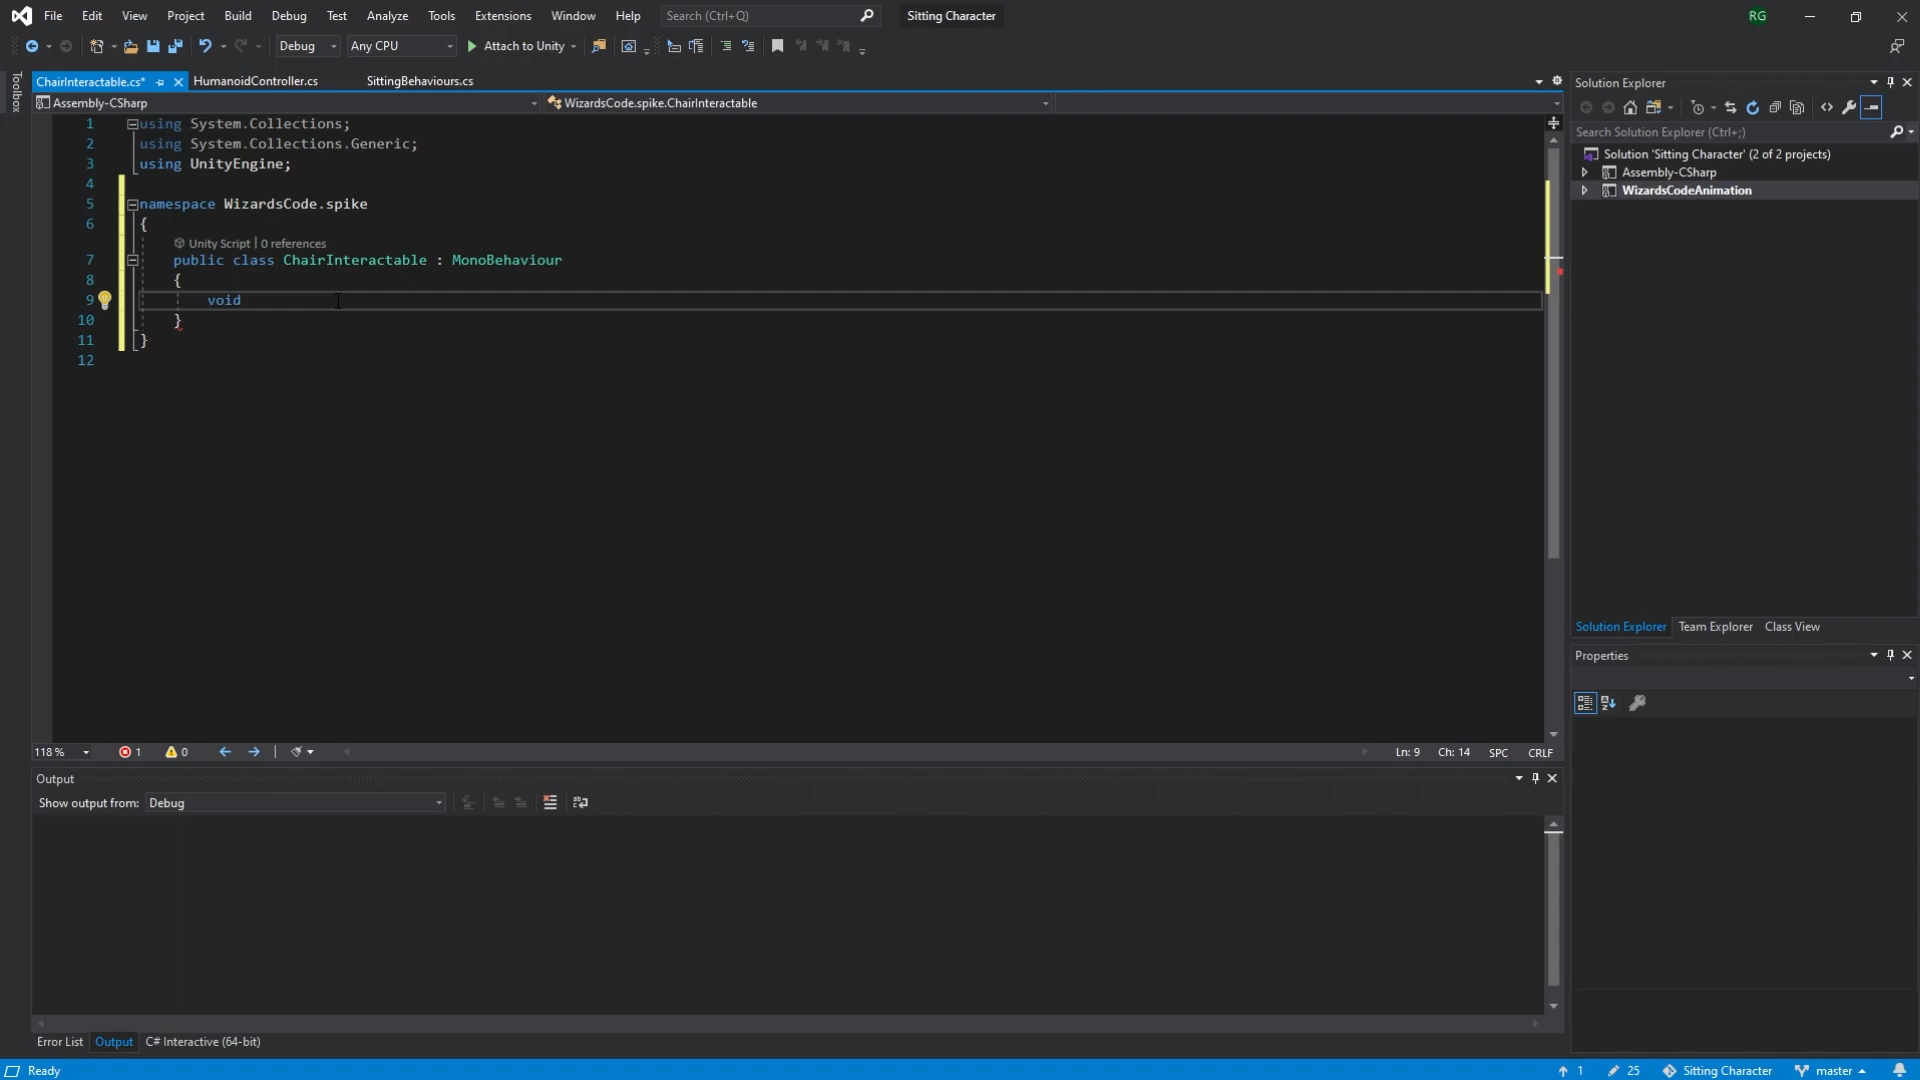 File Edit View Project Build Debug Test Analyze Tools Extensions Window Help Search (Ctrl+Q) Sitting Character RG
Debug Any CPU Attach to Unity
Toolbox
ChairInteractable.cs* HumanoidController.cs SittingBehaviours.cs
Assembly-CSharp WizardsCode.spike.ChairInteractable
1 using System.Collections;
2 using System.Collections.Generic;
3 using UnityEngine;
4
5 namespace WizardsCode.spike
6 {
Unity Script | 0 references
7 public class ChairInteractable : MonoBehaviour
8 {
9 void
10 }
11 }
12
118 % 1 0 Ln: 9 Ch: 14 SPC CRLF
Output
Show output from: Debug
Error List Output C# Interactive (64-bit)
Solution Explorer
Search Solution Explorer (Ctrl+;)
Solution 'Sitting Character' (2 of 2 projects)
Assembly-CSharp
WizardsCodeAnimation
Solution Explorer Team Explorer Class View
Properties
Ready 1 25 Sitting Character master